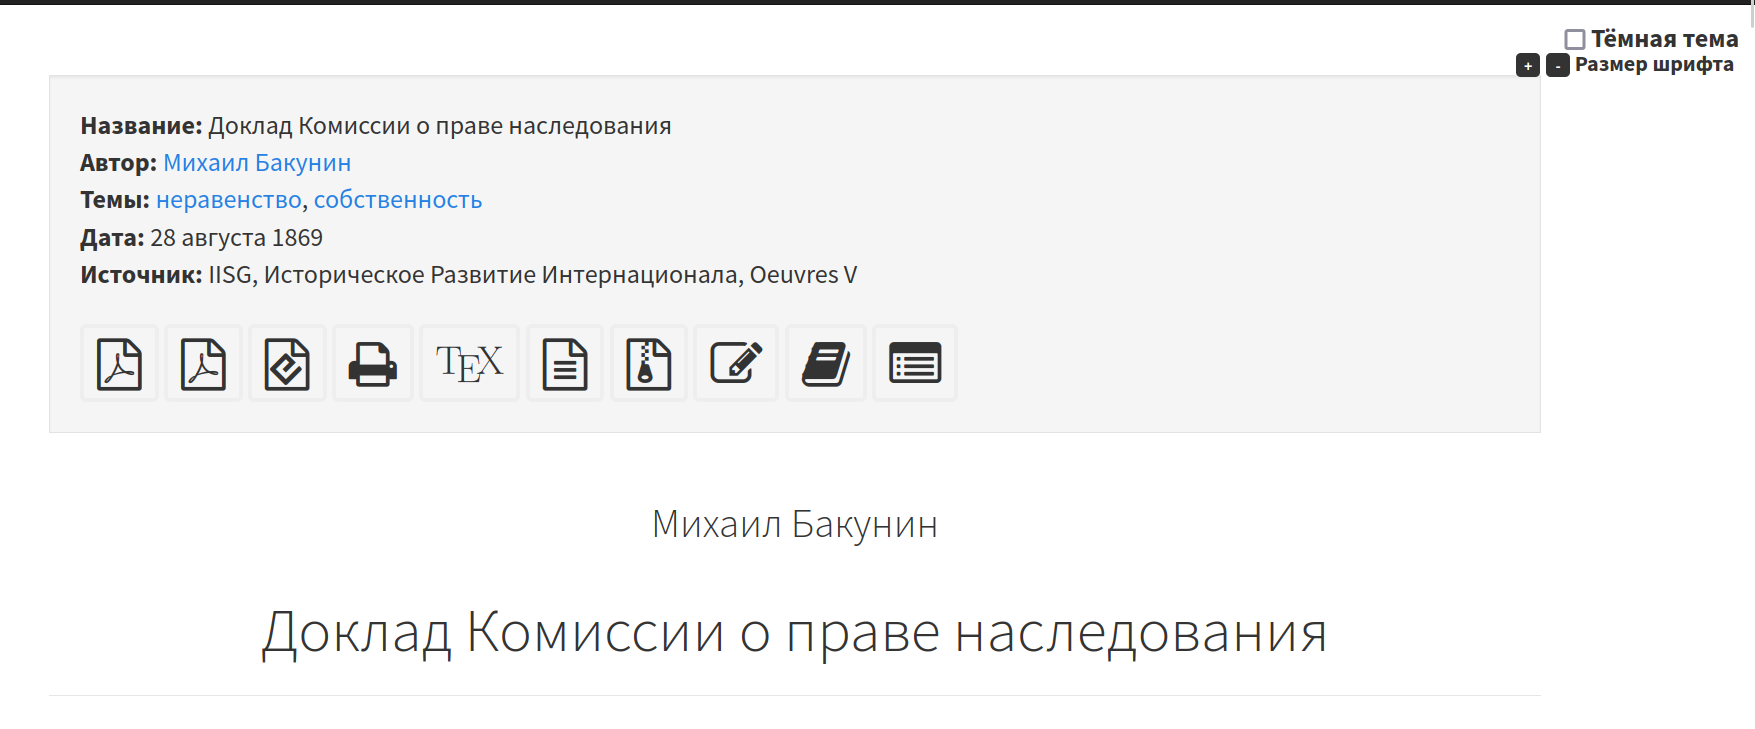 Тёмная тема
+ - Размер шрифта
Название: Доклад Комиссии о праве наследования
Автор: Михаил Бакунин
Темы: неравенство, собственность
Дата: 28 августа 1869
Источник: IISG, Историческое Развитие Интернационала, Oeuvres V
TEX
Михаил Бакунин
Доклад Комиссии о праве наследования